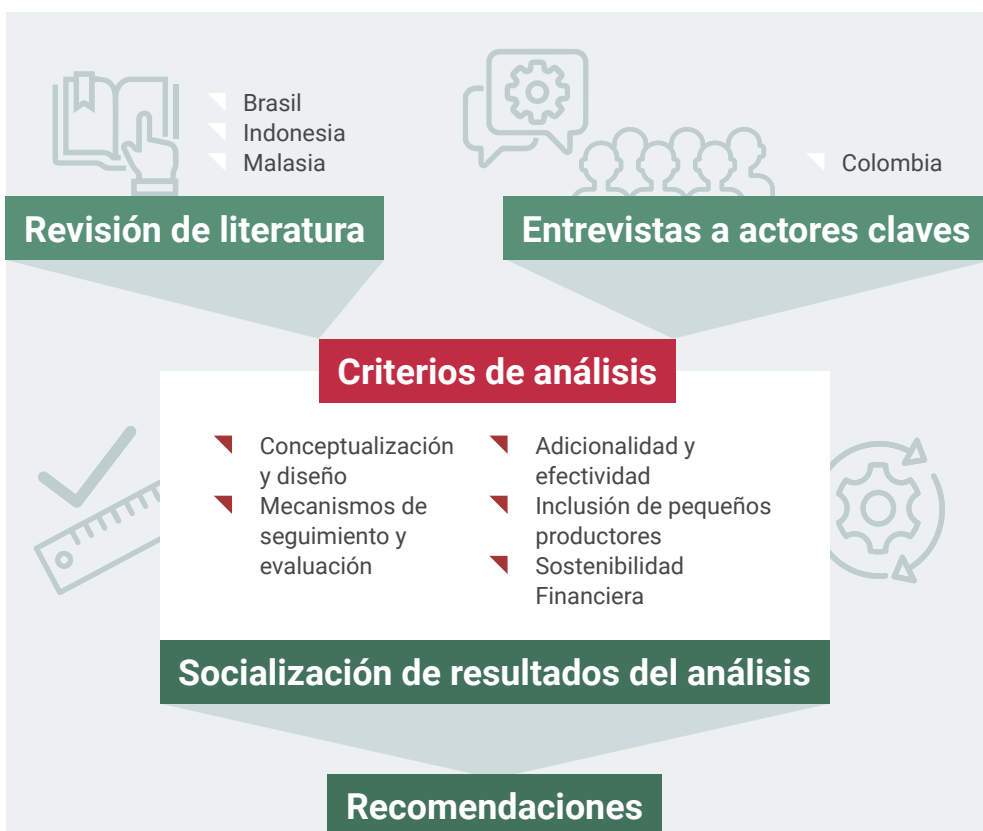 Brasil
Indonesia
Malasia
Revisión de literatura
Colombia
Entrevistas a actores claves
Criterios de análisis
Conceptualización
y diseño
Mecanismos de
seguimiento y
evaluación
Adicionalidad y
efectividad
Inclusión de pequeños
productores
Sostenibilidad
Financiera
Socialización de resultados del análisis
Recomendaciones